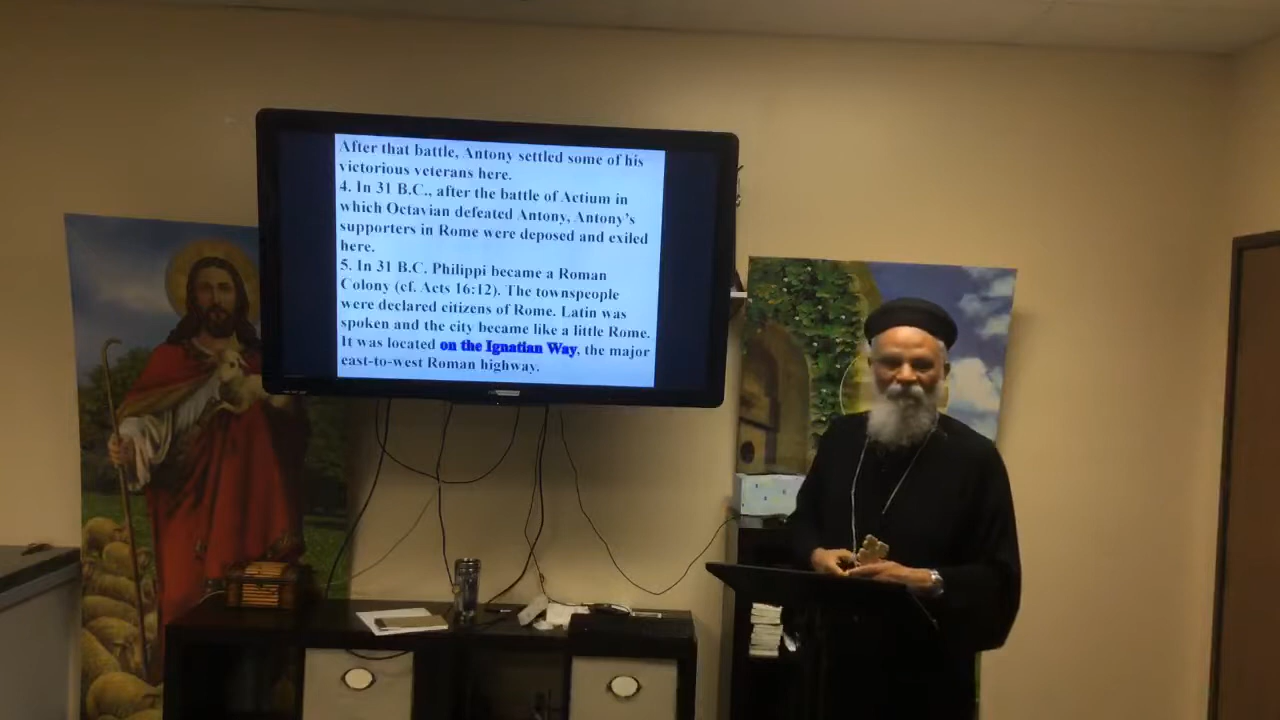 After that battle, Antony settled some of his
victorious veterans here.
4. In 31 B.C., after the battle of Actium in
which Octavian defeated Antony, Antony's
supporters in Rome were deposed and exiled
here.
5. In 31 B.C. Philippi became a Roman
Colony (cf. Acts 16:12). The townspeople
were declared citizens of Rome. Latin was
spoken and the city became like a little Rome.
It was located on the Ignatian Way, the major
east-to-west Roman highway.